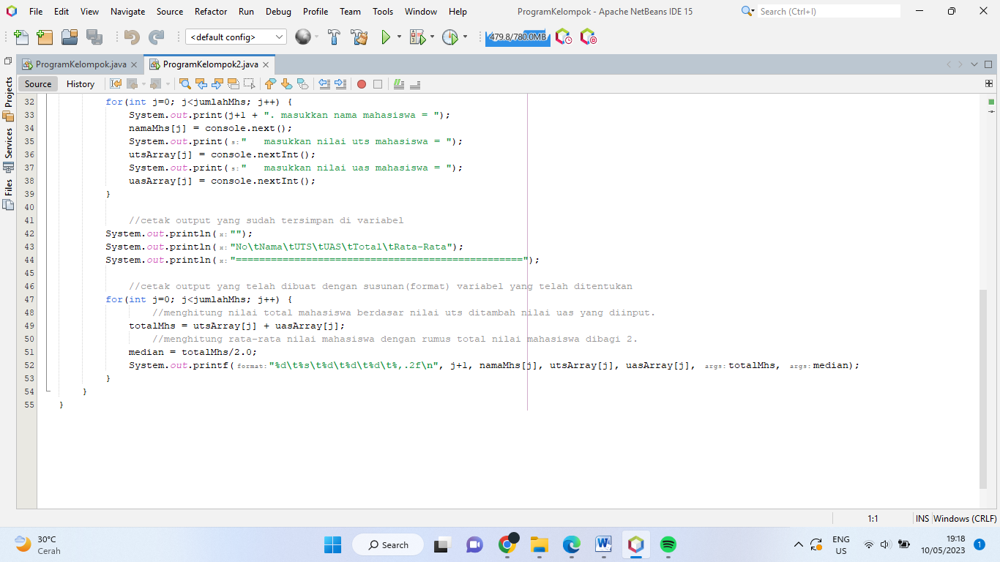 File Edit View Navigate Source Refactor Run Debug Profile Team Tools Window Help ProgramKelompok - Apache NetBeans IDE 15 Search (Ctrl+I)
<default config> 479.8/780.0MB
ProgramKelompok.java ProgramKelompok2.java
Source History
Projects
Services
Files
32 for(int j=0; j<jumlahMhs; j++) {
33 System.out.print(j+1 + ". masukkan nama mahasiswa = ");
34 namaMhs[j] = console.next();
35 System.out.print(s:"   masukkan nilai uts mahasiswa = ");
36 utsArray[j] = console.nextInt();
37 System.out.print(s:"   masukkan nilai uas mahasiswa = ");
38 uasArray[j] = console.nextInt();
39 }
40
41 //cetak output yang sudah tersimpan di variabel
42 System.out.println(x:"");
43 System.out.println(x:"No\tNama\tUTS\tUAS\tTotal\tRata-Rata");
44 System.out.println(x:"=================================================");
45
46 //cetak output yang telah dibuat dengan susunan(format) variabel yang telah ditentukan
47 for(int j=0; j<jumlahMhs; j++) {
48 //menghitung nilai total mahasiswa berdasar nilai uts ditambah nilai uas yang diinput.
49 totalMhs = utsArray[j] + uasArray[j];
50 //menghitung rata-rata nilai mahasiswa dengan rumus total nilai mahasiswa dibagi 2.
51 median = totalMhs/2.0;
52 System.out.printf(format:"%d\t%s\t%d\t%d\t%d\t%,.2f\n", j+1, namaMhs[j], utsArray[j], uasArray[j], args:totalMhs, args:median);
53 }
54 }
55 }
1:1 INS Windows (CRLF)
30°C
Cerah
Search
ENG
US
19:18
10/05/2023
1